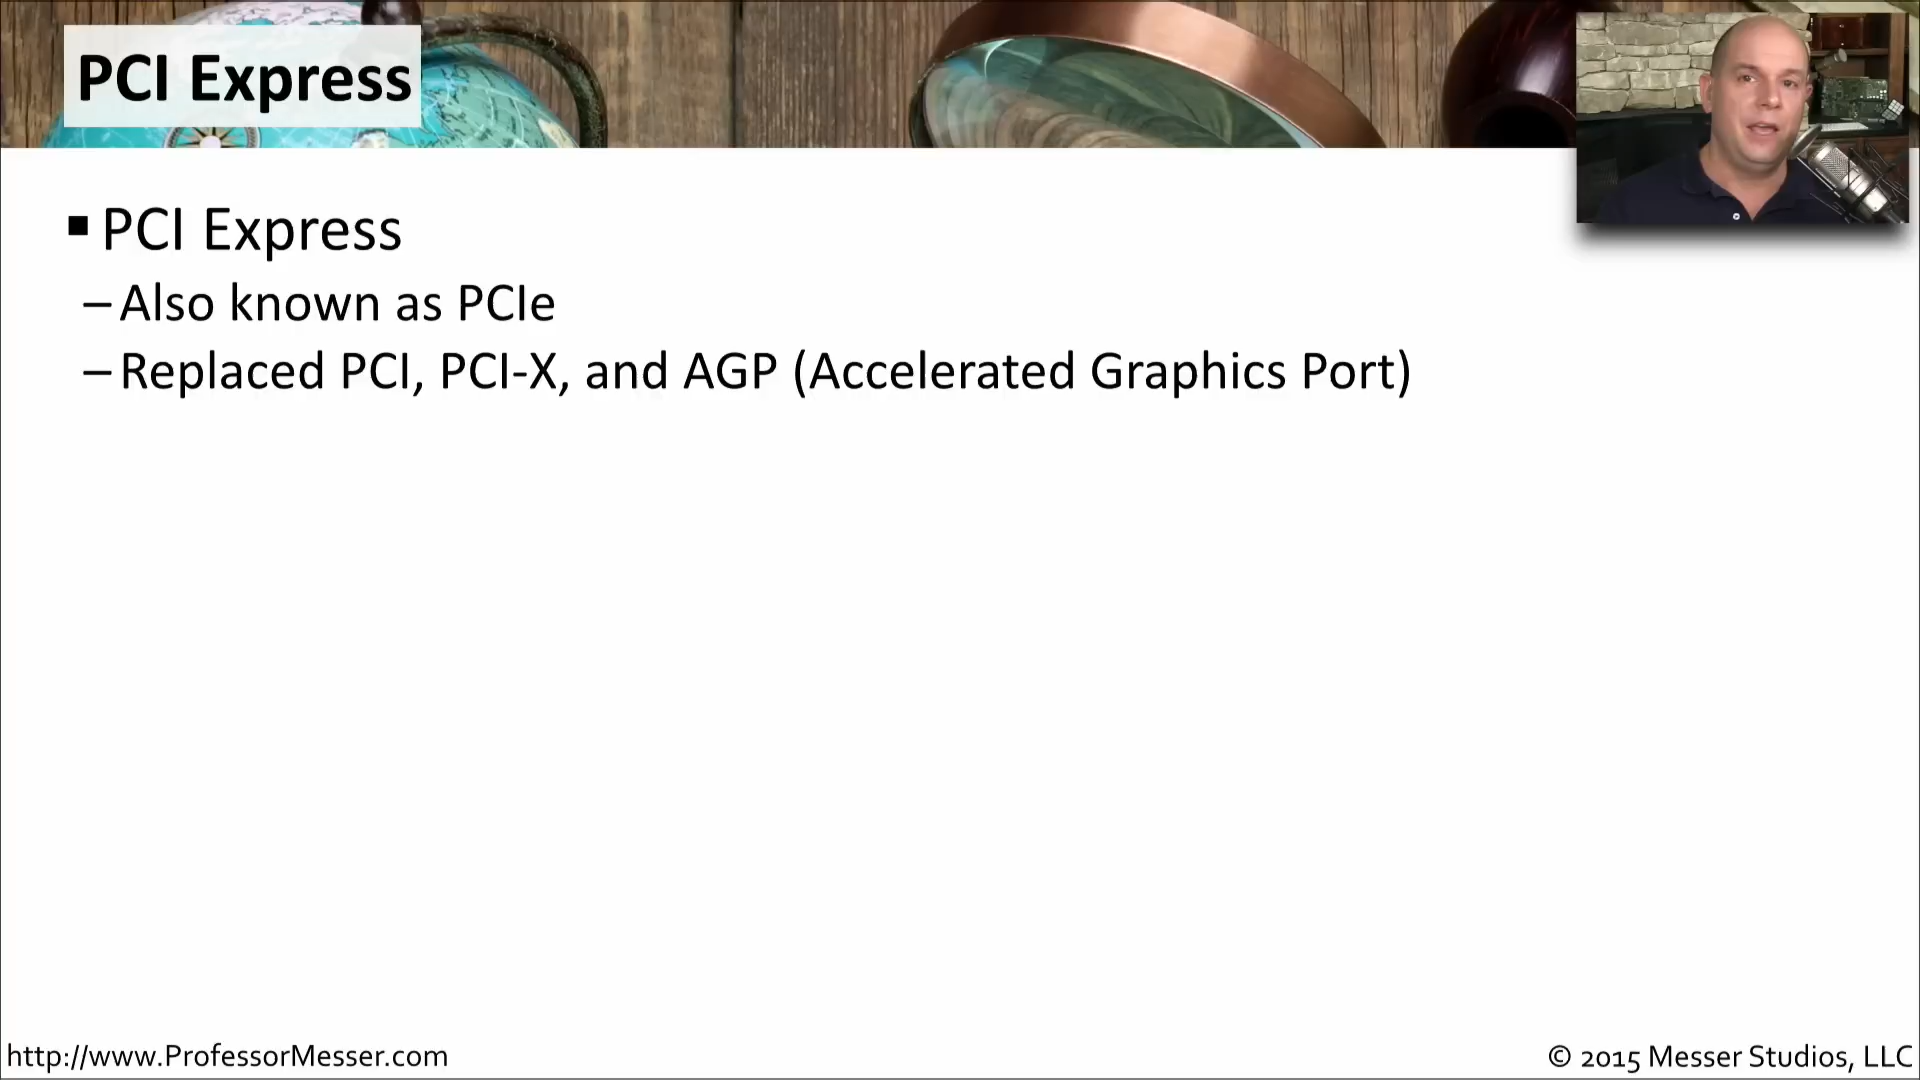 PCI Express
▪ PCI Express
– Also known as PCIe
– Replaced PCI, PCI-X, and AGP (Accelerated Graphics Port)
http://www.ProfessorMesser.com
© 2015 Messer Studios, LLC